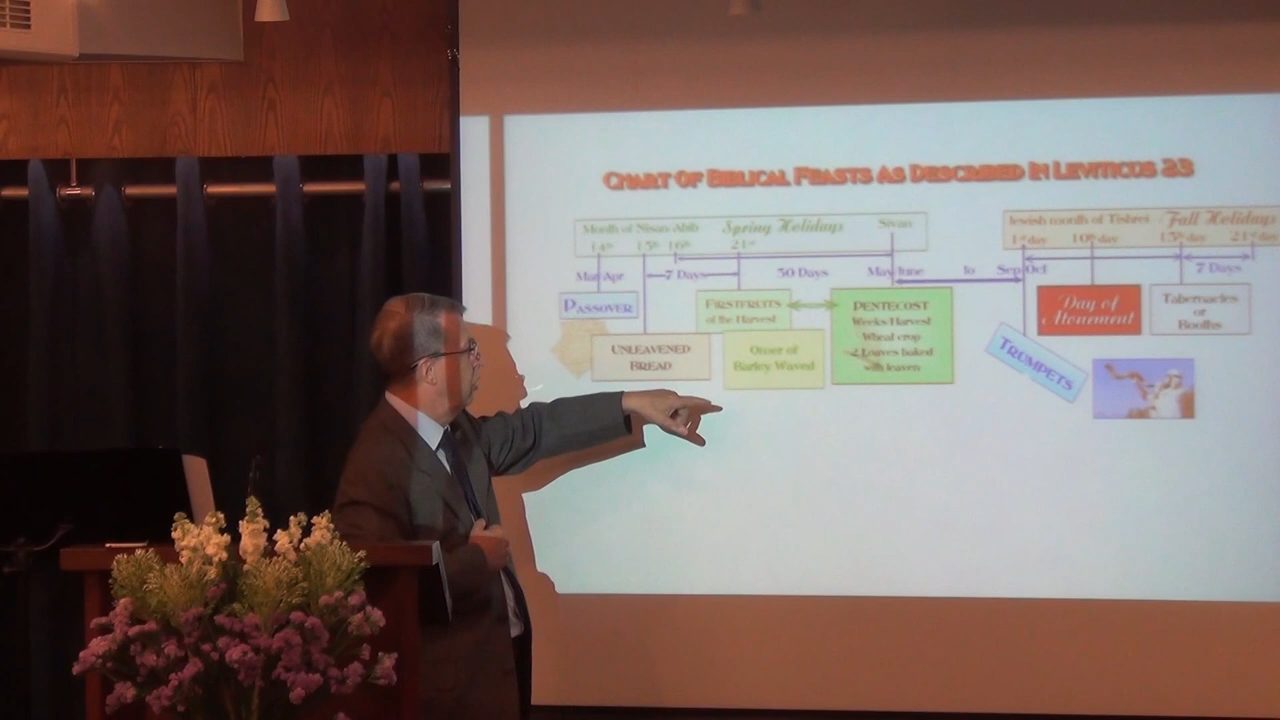 CHART OF BIBLICAL FEASTS AS DESCRIBED IN LEVITICUS 23
Month of Nisan-Abib Spring Holidays Sivan
14th 15th 16th 21st
Mar Apr 7 Days 50 Days May June to Sep Oct
Jewish month of Tishrei Fall Holidays
1st day 10th day 15th day 21st day
7 Days
PASSOVER
UNLEAVENED
BREAD
FIRSTFRUITS
of the Harvest
Omer of
Barley Waved
PENTECOST
Weeks Harvest
Wheat crop
2 Loaves baked
with leaven
TRUMPETS
Day of
Atonement
Tabernacles
or
Booths